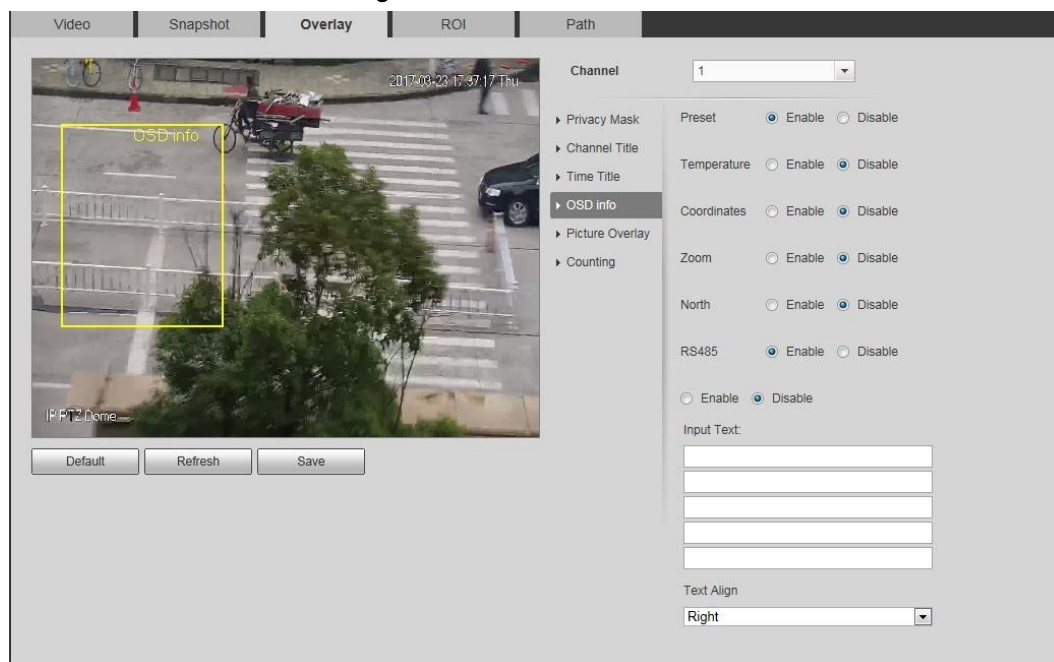 Video Snapshot Overlay ROI Path
2017-03-23 17:37:17 Thu
OSD info
IP PTZ Dome
Default Refresh Save
Channel 1
Privacy Mask
Channel Title
Time Title
OSD info
Picture Overlay
Counting
Preset Enable Disable
Temperature Enable Disable
Coordinates Enable Disable
Zoom Enable Disable
North Enable Disable
RS485 Enable Disable
Enable Disable
Input Text:
Text Align
Right